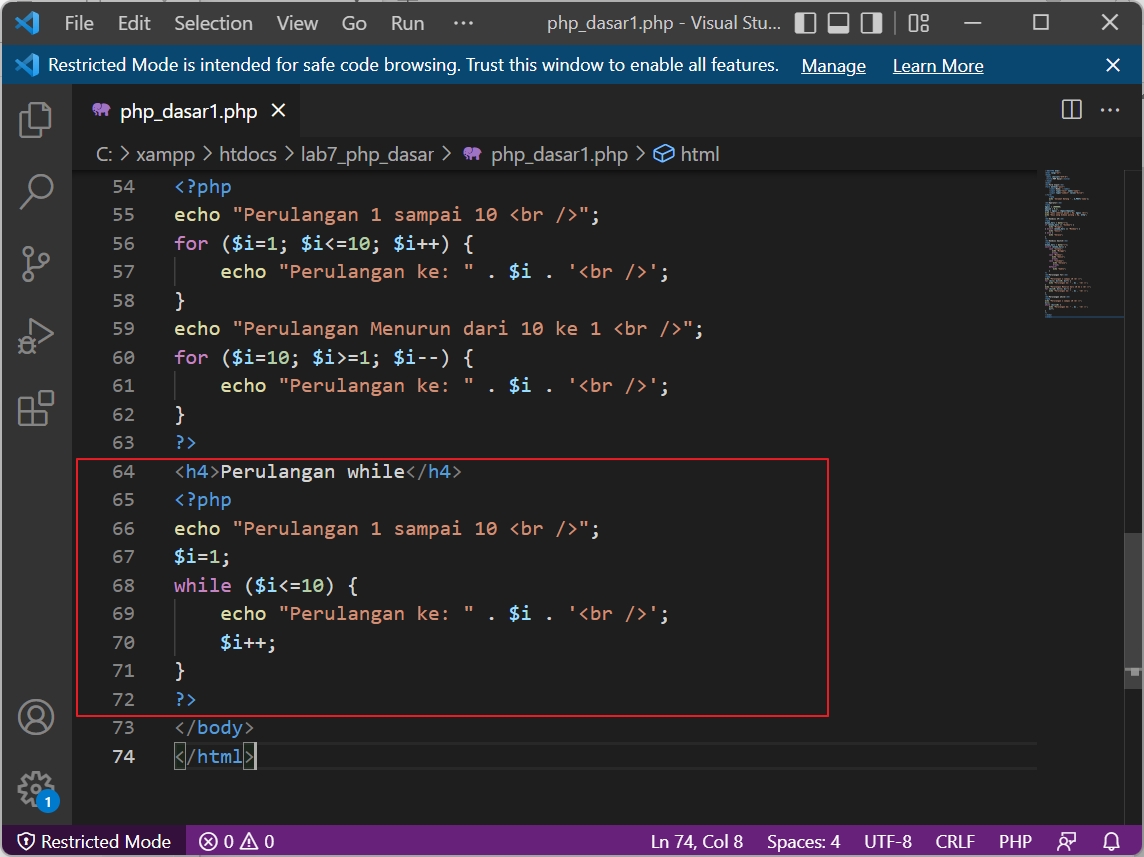 File Edit Selection View Go Run ··· php_dasar1.php - Visual Stu...
Restricted Mode is intended for safe code browsing. Trust this window to enable all features. Manage Learn More
php_dasar1.php
C: > xampp > htdocs > lab7_php_dasar > php_dasar1.php > html
54 <?php
55 echo "Perulangan 1 sampai 10 <br />";
56 for ($i=1; $i<=10; $i++) {
57     echo "Perulangan ke: " . $i . '<br />';
58 }
59 echo "Perulangan Menurun dari 10 ke 1 <br />";
60 for ($i=10; $i>=1; $i--) {
61     echo "Perulangan ke: " . $i . '<br />';
62 }
63 ?>
64 <h4>Perulangan while</h4>
65 <?php
66 echo "Perulangan 1 sampai 10 <br />";
67 $i=1;
68 while ($i<=10) {
69     echo "Perulangan ke: " . $i . '<br />';
70     $i++;
71 }
72 ?>
73 </body>
74 </html>
1
Restricted Mode 0 0 Ln 74, Col 8 Spaces: 4 UTF-8 CRLF PHP